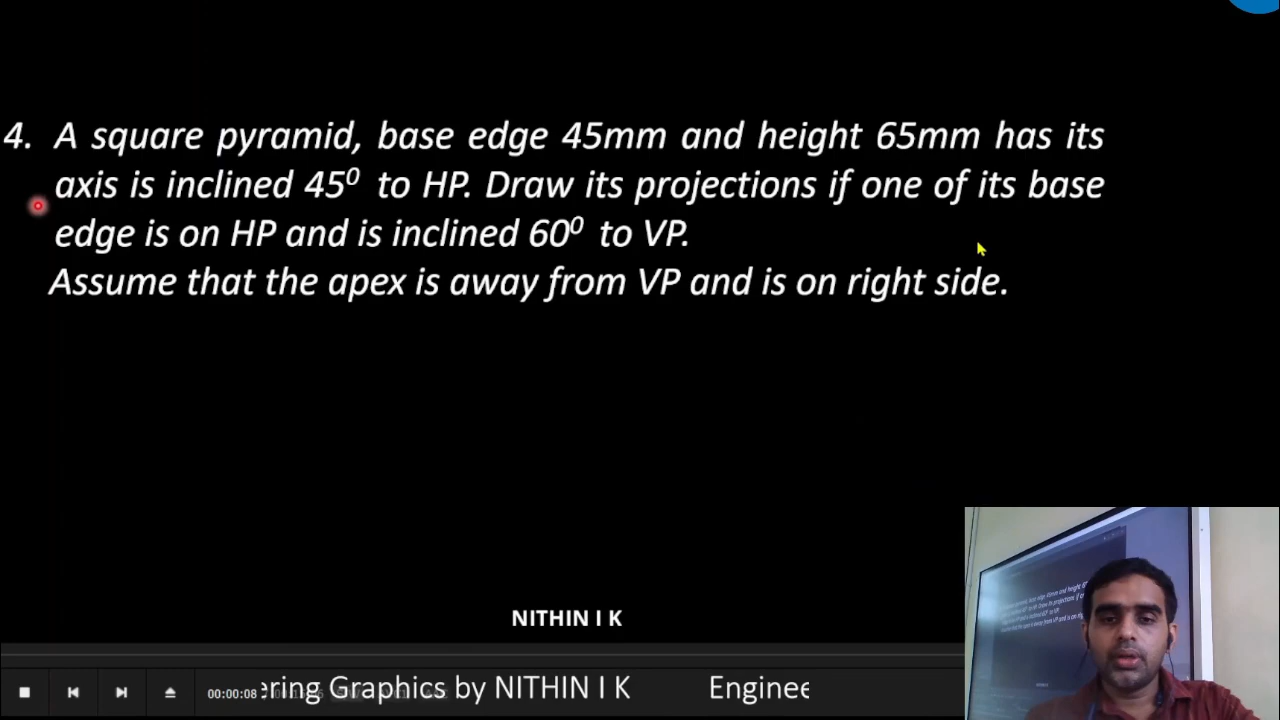 4. A square pyramid, base edge 45mm and height 65mm has its
axis is inclined 45⁰ to HP. Draw its projections if one of its base
edge is on HP and is inclined 60⁰ to VP.
Assume that the apex is away from VP and is on right side.
NITHIN I K
00:00:08
ring Graphics by NITHIN I K Enginee